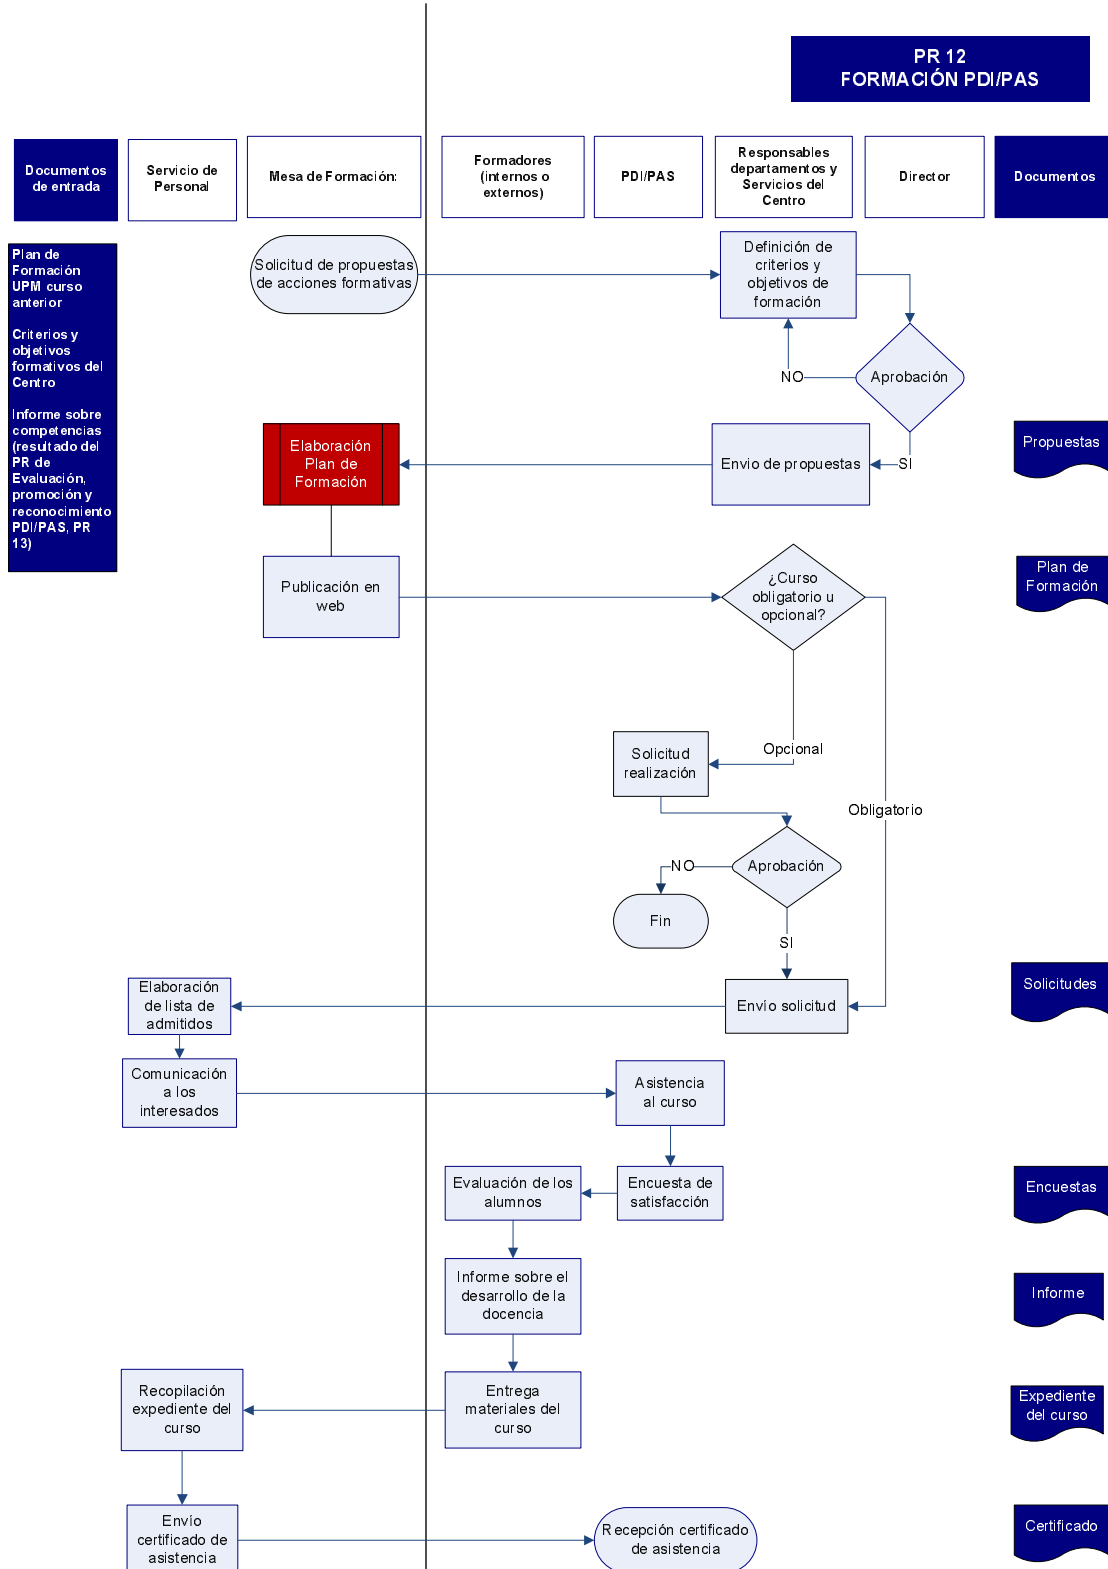 PR 12
FORMACIÓN PDI/PAS
Documentos
de entrada
Servicio de
Personal
Mesa de Formación:
Formadores
(internos o
externos)
PDI/PAS
Responsables
departamentos y
Servicios del
Centro
Director
Documentos
Plan de
Formación
UPM curso
anterior
Criterios y
objetivos
formativos del
Centro
Informe sobre
competencias
(resultado del
PR de
Evaluación,
promoción y
reconocimiento
PDI/PAS, PR
13)
Solicitud de propuestas
de acciones formativas
Definición de
criterios y
objetivos de
formación
Aprobación
NO
SI
Elaboración
Plan de
Formación
Envio de propuestas
Propuestas
Publicación en
web
¿Curso
obligatorio u
opcional?
Plan de
Formación
Opcional
Solicitud
realización
Obligatorio
Aprobación
NO
Fin
SI
Elaboración
de lista de
admitidos
Envío solicitud
Solicitudes
Comunicación
a los
interesados
Asistencia
al curso
Evaluación de los
alumnos
Encuesta de
satisfacción
Encuestas
Informe sobre el
desarrollo de la
docencia
Informe
Recopilación
expediente del
curso
Entrega
materiales del
curso
Expediente
del curso
Envío
certificado de
asistencia
Recepción certificado
de asistencia
Certificado